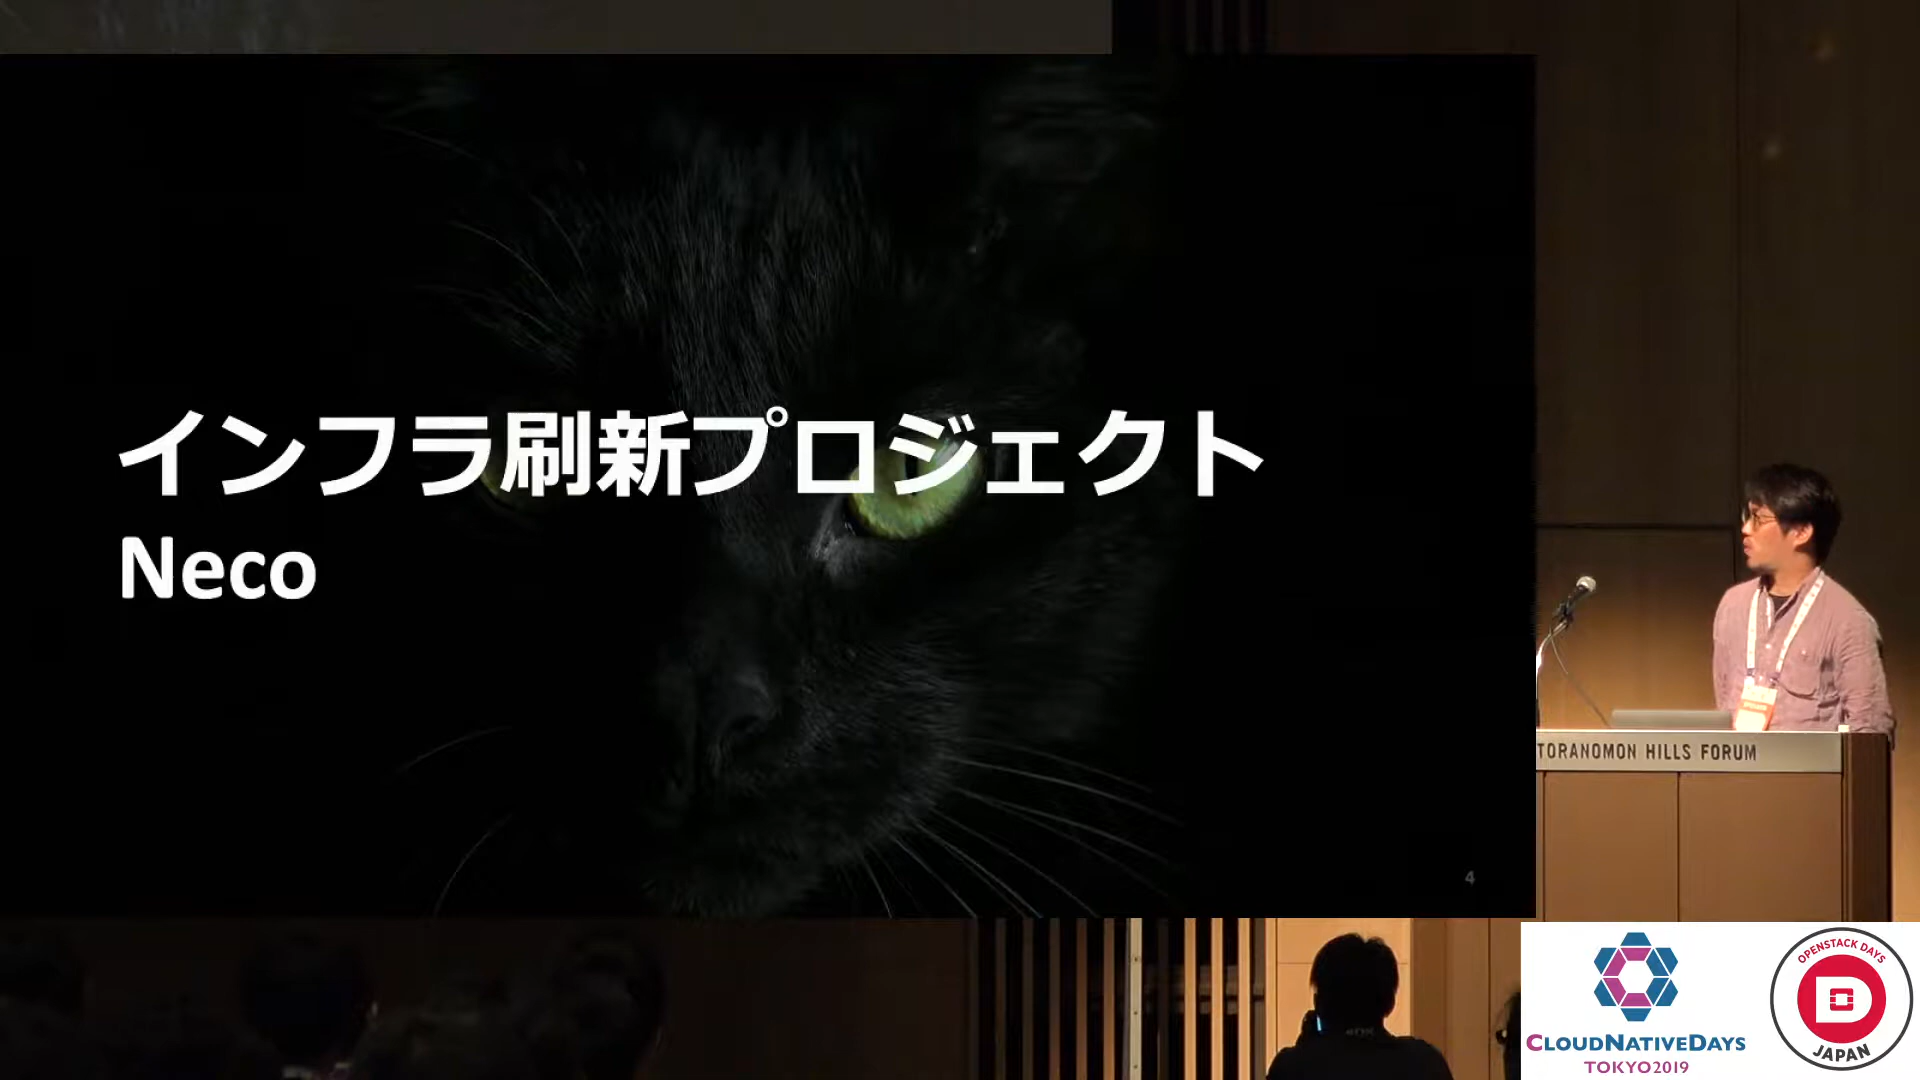 インフラ刷新プロジェクト
Neco
4
TORANOMON HILLS FORUM
CLOUDNATIVEDAYS
TOKYO2019
OPENSTACK DAYS
JAPAN